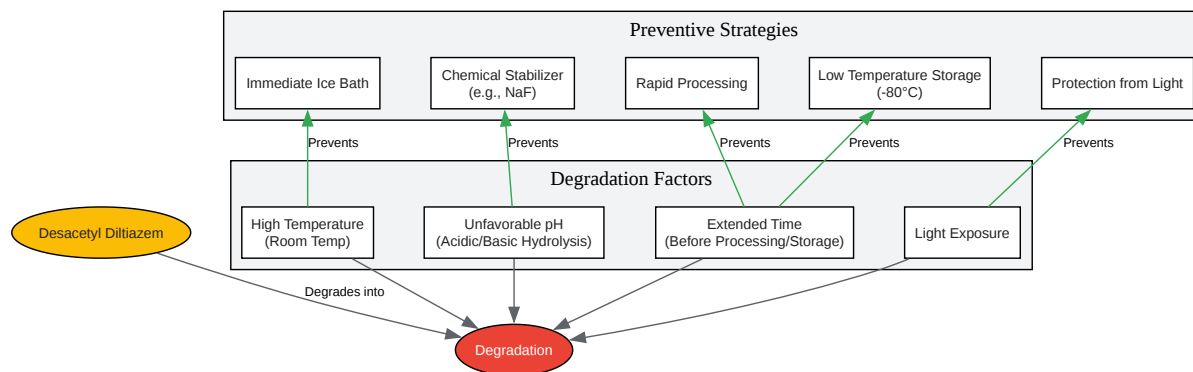 Preventive Strategies
Immediate Ice Bath
Chemical Stabilizer
(e.g., NaF)
Rapid Processing
Low Temperature Storage
(-80°C)
Protection from Light
Prevents
Prevents
Prevents
Prevents
Prevents
Degradation Factors
Desacetyl Diltiazem
High Temperature
(Room Temp)
Unfavorable pH
(Acidic/Basic Hydrolysis)
Extended Time
(Before Processing/Storage)
Light Exposure
Degrades into
Degradation